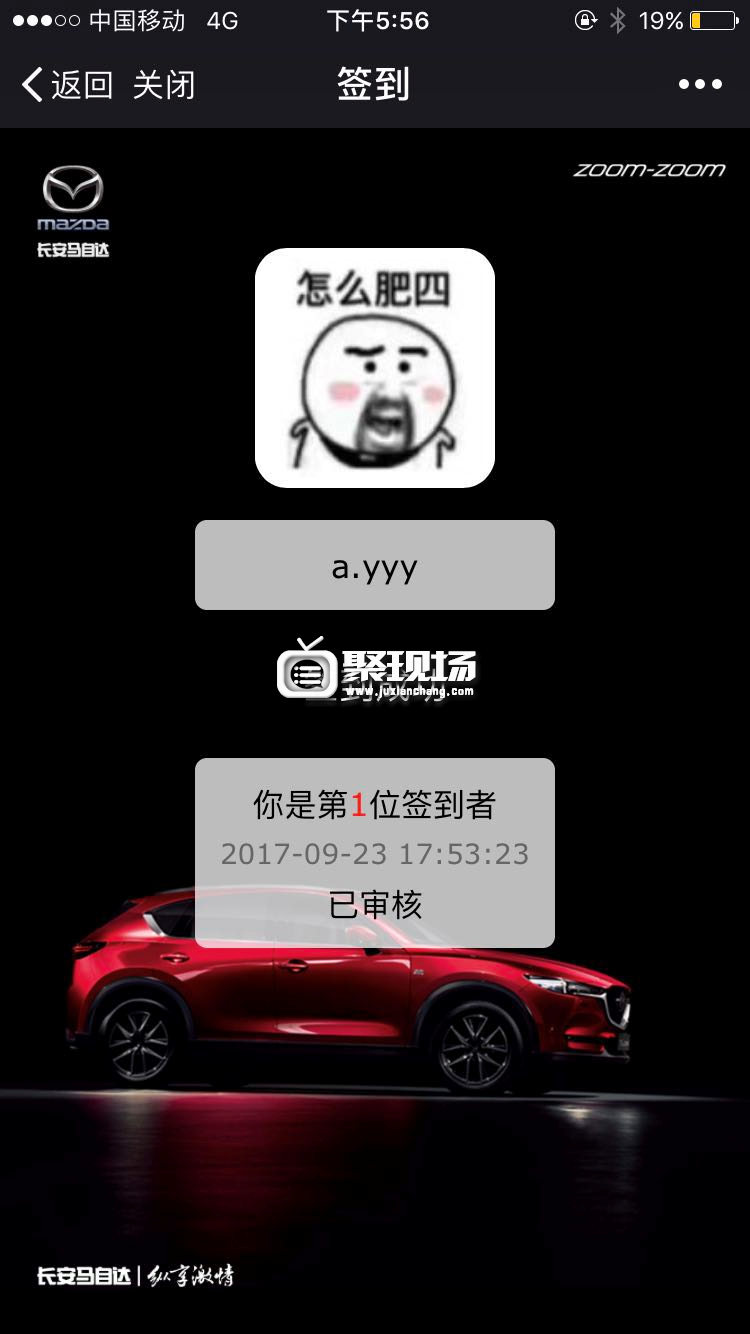 中国移动 4G 下午5:56 19%
返回 关闭 签到
zoom-zoom
mazda
长安马自达
怎么肥四
a.yyy
聚现场
www.juxianchang.com
到成功
你是第1位签到者
2017-09-23 17:53:23
已审核
长安马自达 | 纵享激情